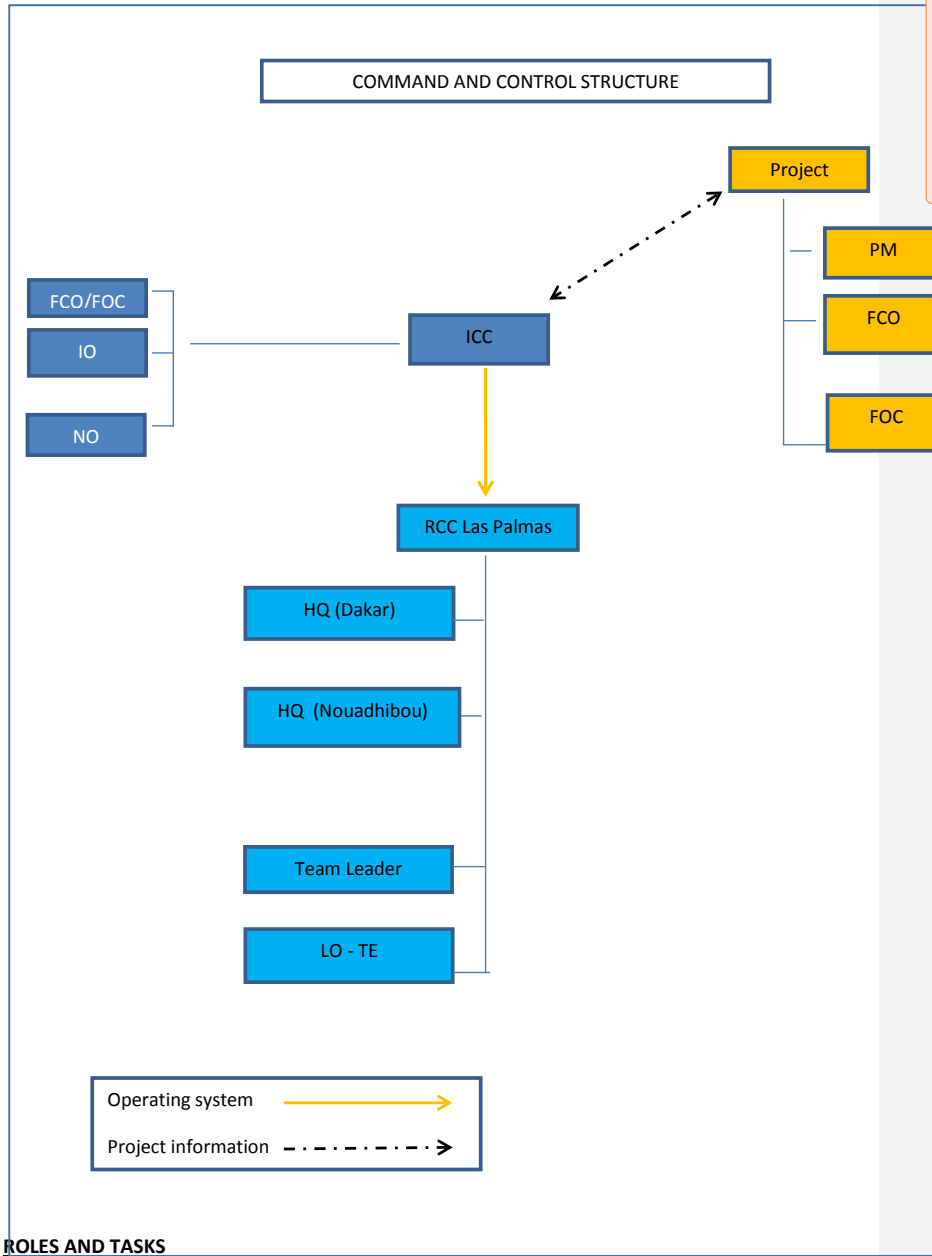 COMMAND AND CONTROL STRUCTURE
Project
PM
FCO/FOC
FCO
ICC
IO
FOC
NO
RCC Las Palmas
HQ (Dakar)
HQ (Nouadhibou)
Team Leader
LO - TE
Operating system
Project information
ROLES AND TASKS